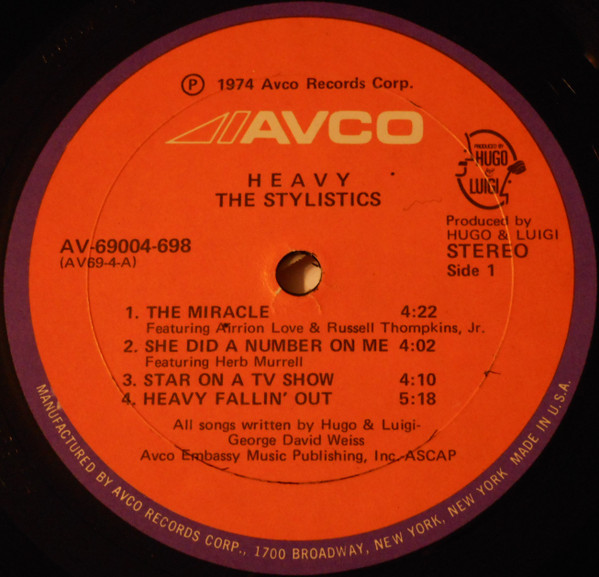 Ⓟ 1974 Avco Records Corp.
AVCO
HEAVY
THE STYLISTICS
PRODUCED BY
HUGO
and
LUIGI
Produced by
HUGO & LUIGI
STEREO
Side 1
AV-69004-698
(AV69-4-A)
1. THE MIRACLE 4:22
Featuring Airrion Love & Russell Thompkins, Jr.
2. SHE DID A NUMBER ON ME 4:02
Featuring Herb Murrell
3. STAR ON A TV SHOW 4:10
4. HEAVY FALLIN' OUT 5:18
All songs written by Hugo & Luigi-
George David Weiss
Avco Embassy Music Publishing, Inc.-ASCAP
MANUFACTURED BY AVCO RECORDS CORP., 1700 BROADWAY, NEW YORK, NEW YORK MADE IN U.S.A.